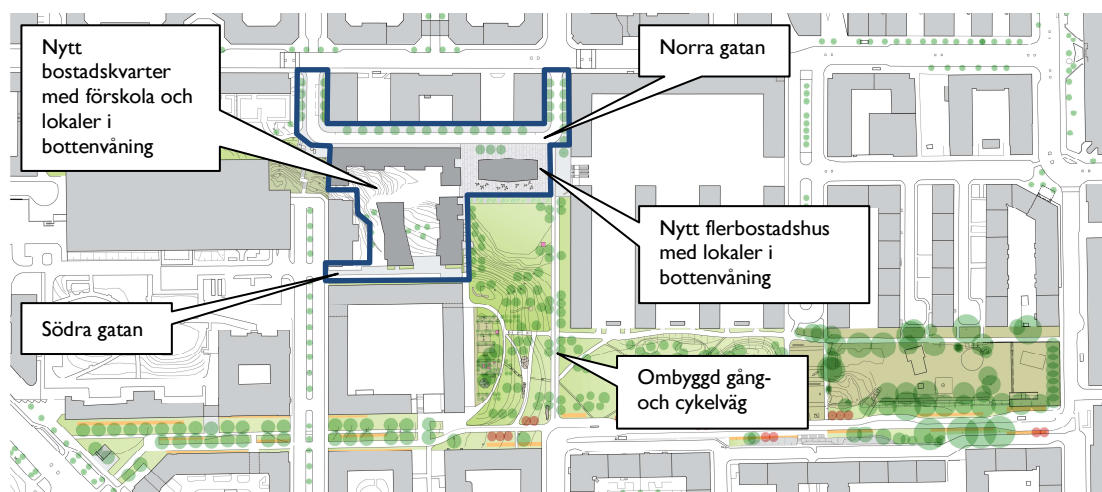 Nytt
bostadskvarter
med förskola och
lokaler i
bottenvåning
Norra gatan
Nytt flerbostadshus
med lokaler i
bottenvåning
Södra gatan
Ombyggd gång-
och cykelväg